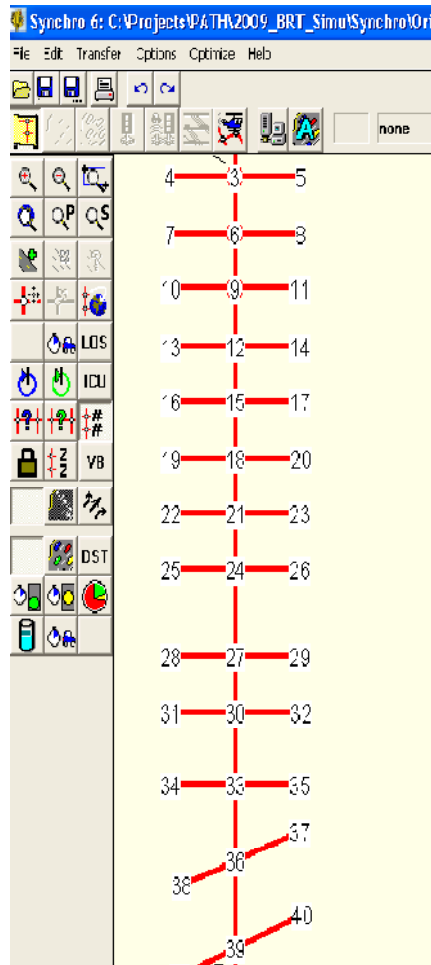 Synchro 6: C:\Projects\PATH\2009_BRT_Simu\Synchro\Ori
File Edit Transfer Options Optimize Help
none
4 3 5
7 6 8
10 9 11
LOS
13 12 14
ICU
16 15 17
# #
Z Z VB
19 18 20
22 21 23
DST
25 24 26
28 27 29
31 30 32
34 33 35
37
36
38
40
39